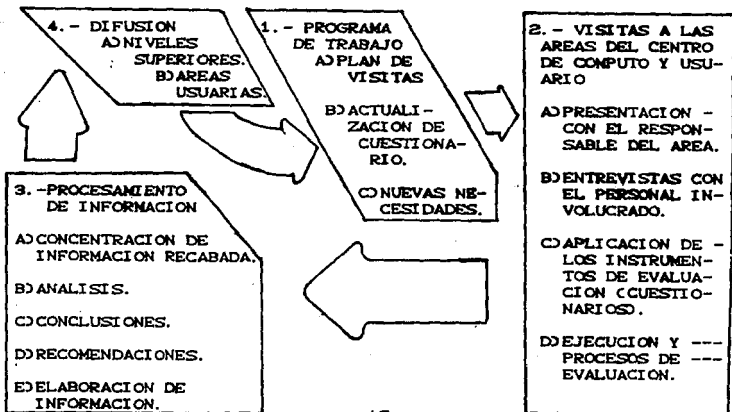 4.- DIFUSION
A) NIVELES
SUPERIORES.
B) AREAS
USUARIAS.
1.- PROGRAMA
DE TRABAJO
A) PLAN DE
VISITAS
B) ACTUALI-
ZACION DE
CUESTIONA-
RIO.
C) NUEVAS NE-
CESIDADES.
2.- VISITAS A LAS
AREAS DEL CENTRO
DE COMPUTO Y USU-
ARIO
A) PRESENTACION -
CON EL RESPON-
SABLE DEL AREA.
B) ENTREVISTAS CON
EL PERSONAL IN-
VOLUCRADO.
C) APLICACION DE -
LOS INSTRUMEN-
TOS DE EVALUA-
CION (CUESTIO-
NARIOS).
D) EJECUCION Y ---
PROCESOS DE ---
EVALUACION.
3.-PROCESAMIENTO
DE INFORMACION
A) CONCENTRACION DE
INFORMACION RECABADA.
B) ANALISIS.
C) CONCLUSIONES.
D) RECOMENDACIONES.
E) ELABORACION DE
INFORMACION.